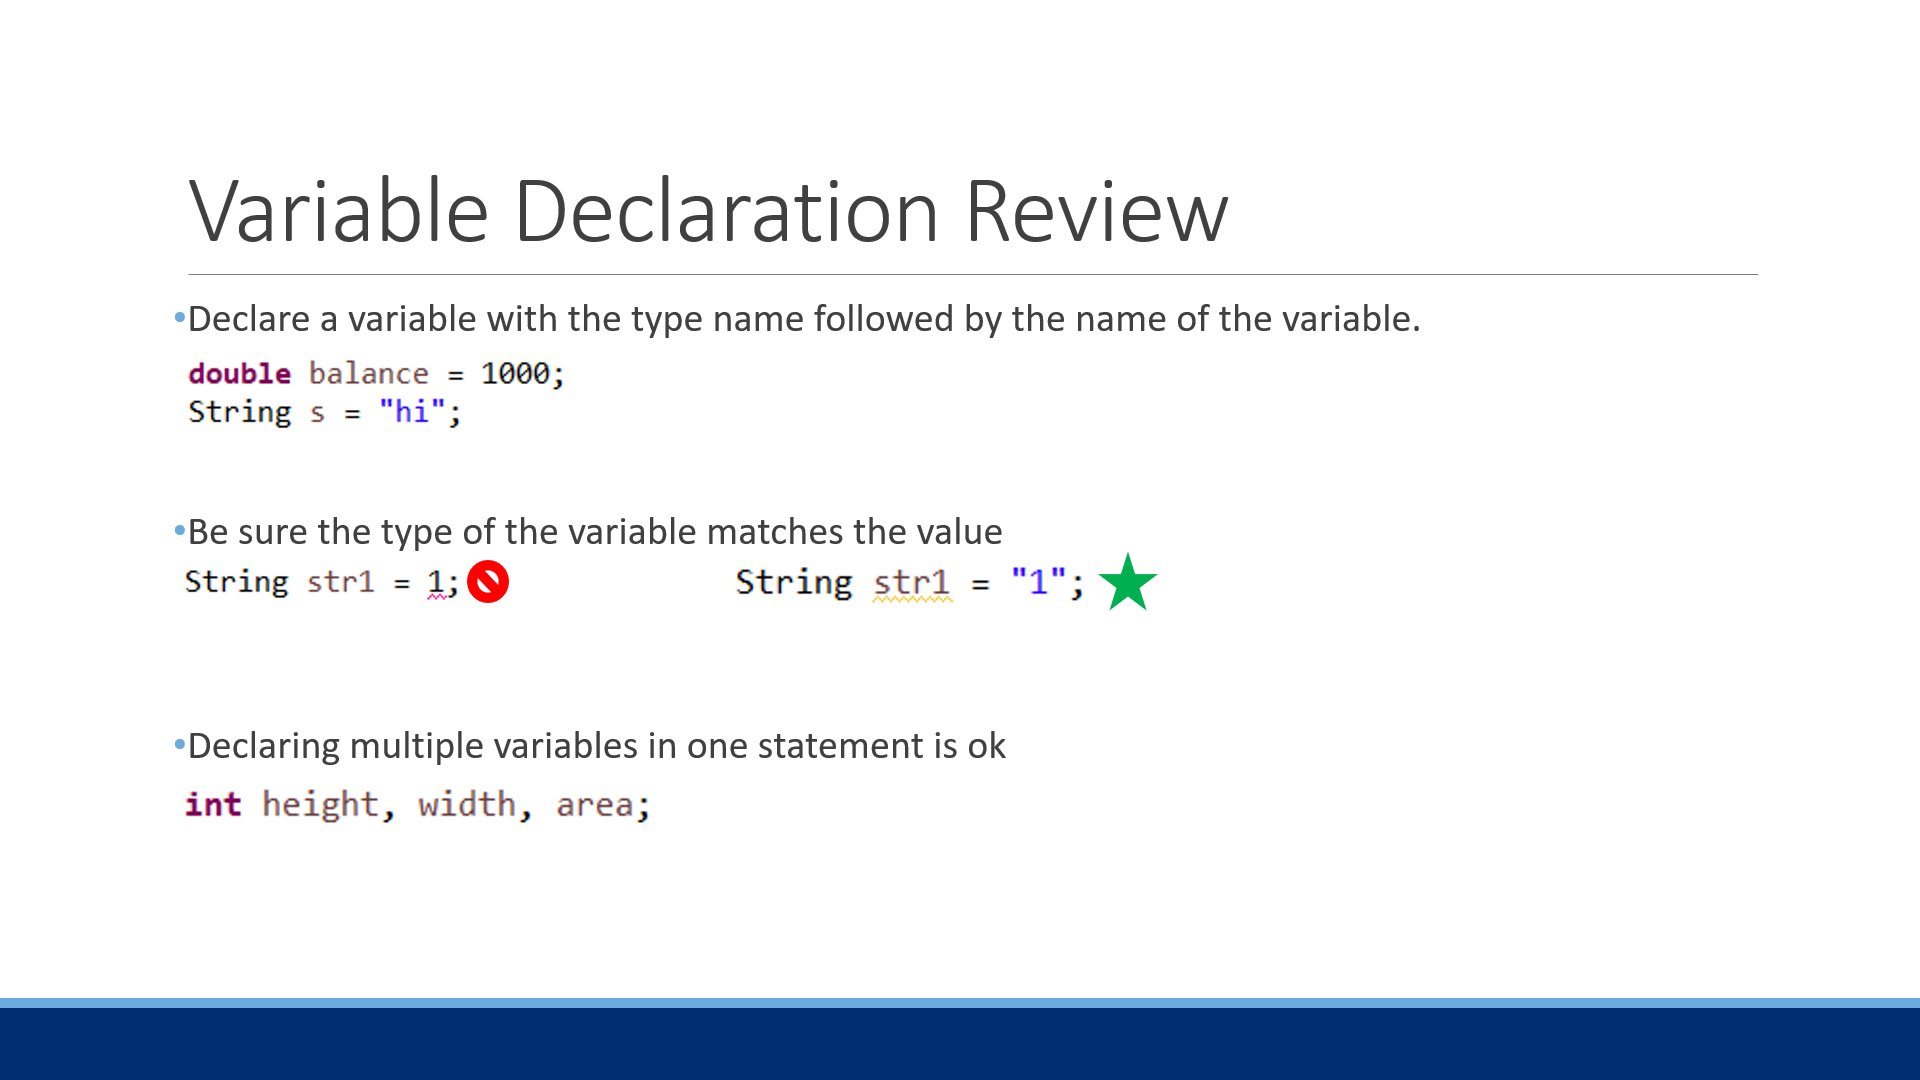 Variable Declaration Review
•Declare a variable with the type name followed by the name of the variable.
double balance = 1000;
String s = "hi";
•Be sure the type of the variable matches the value
String str1 = 1;
String str1 = "1";
•Declaring multiple variables in one statement is ok
int height, width, area;